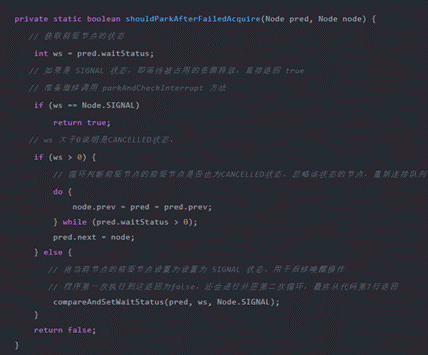 private static boolean shouldParkAfterFailedAcquire(Node pred, Node node) {
// 获取前驱节点的状态
int ws = pred.waitStatus;
// 如果是 SIGNAL 状态，即等待被占用的资源释放，直接返回 true
// 准备继续调用 parkAndCheckInterrupt 方法
if (ws == Node.SIGNAL)
return true;
// ws 大于0说明是CANCELLED状态，
if (ws > 0) {
// 循环判断前驱节点的前驱节点是否也为CANCELLED状态，忽略该状态的节点，重新连接队列
do {
node.prev = pred = pred.prev;
} while (pred.waitStatus > 0);
pred.next = node;
} else {
// 将当前节点的前驱节点设置为设置为 SIGNAL 状态，用于后续唤醒操作
// 程序第一次执行到这返回为false，还会进行外层第二次循环，最终从代码第7行返回
compareAndSetWaitStatus(pred, ws, Node.SIGNAL);
}
return false;
}